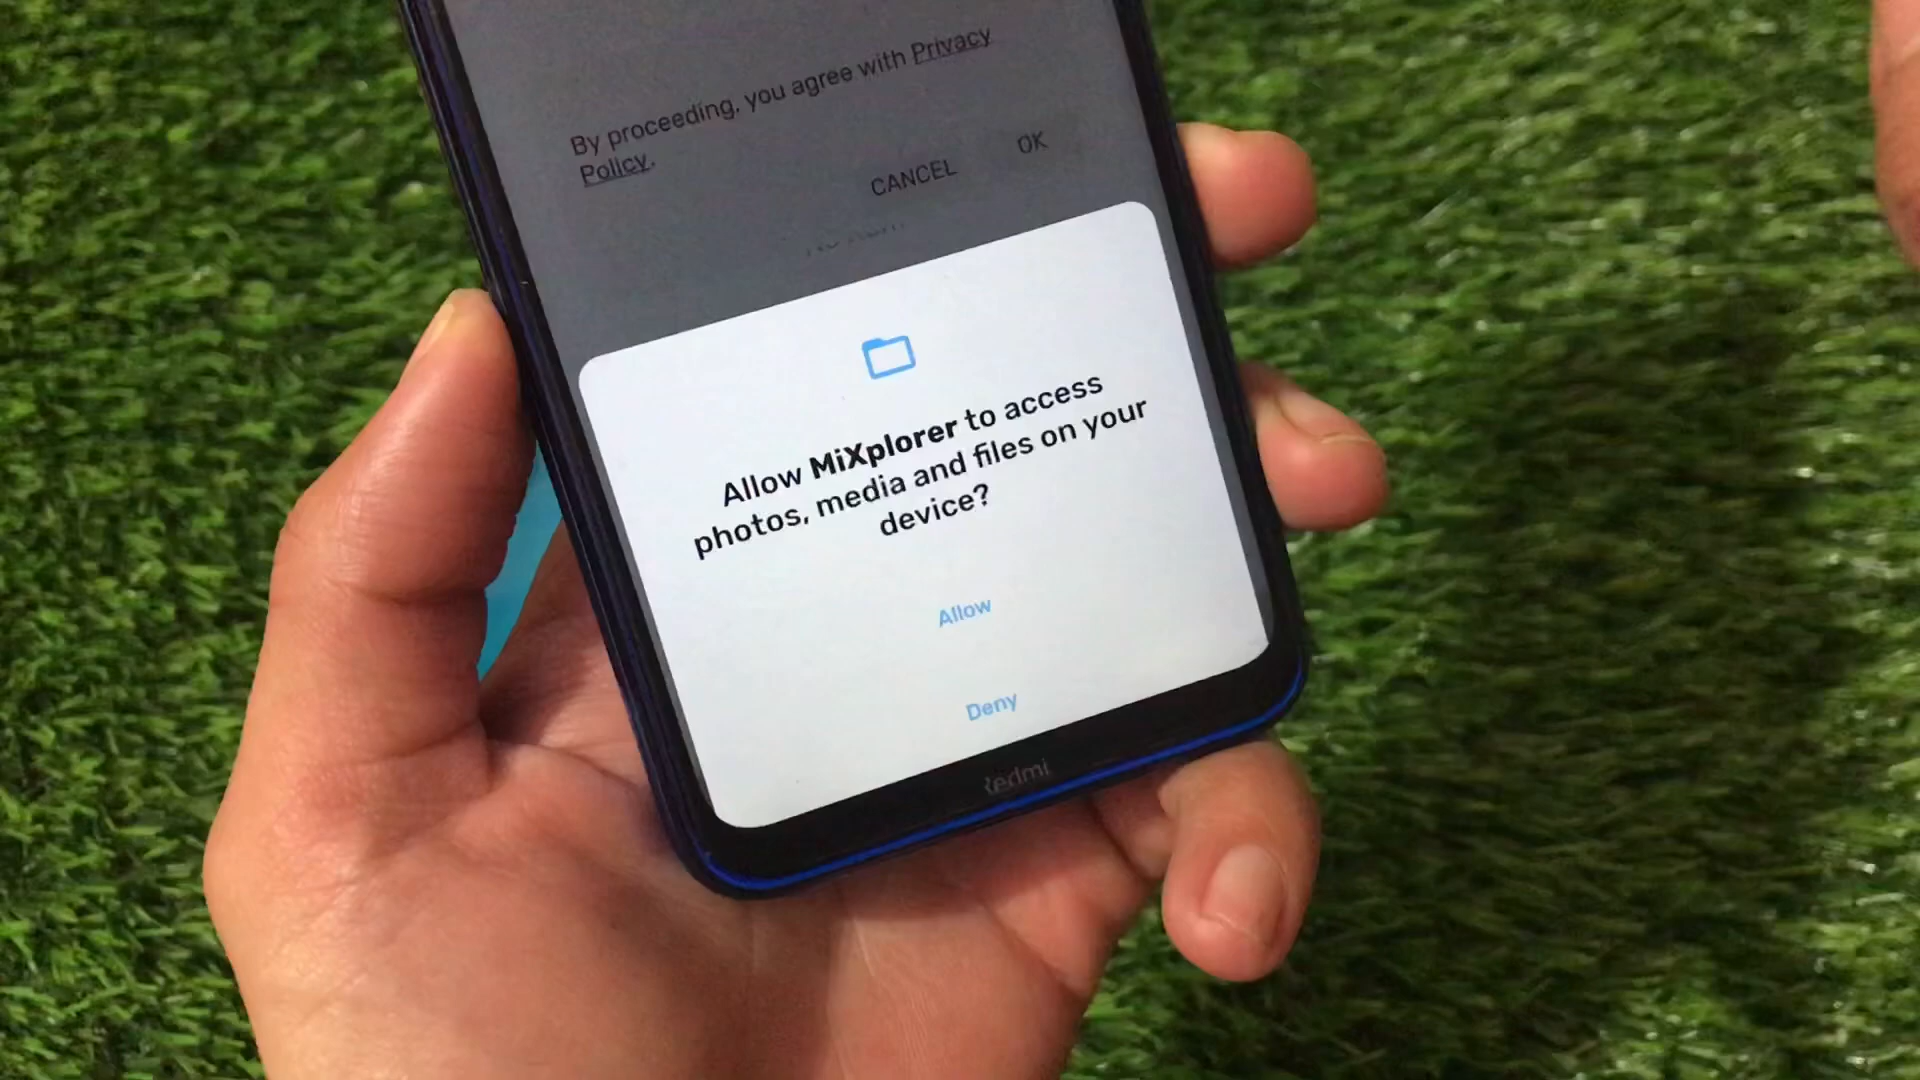 By proceeding, you agree with Privacy
Policy.
CANCEL OK
Allow MiXplorer to access
photos, media and files on your
device?
Allow
Deny
Redmi